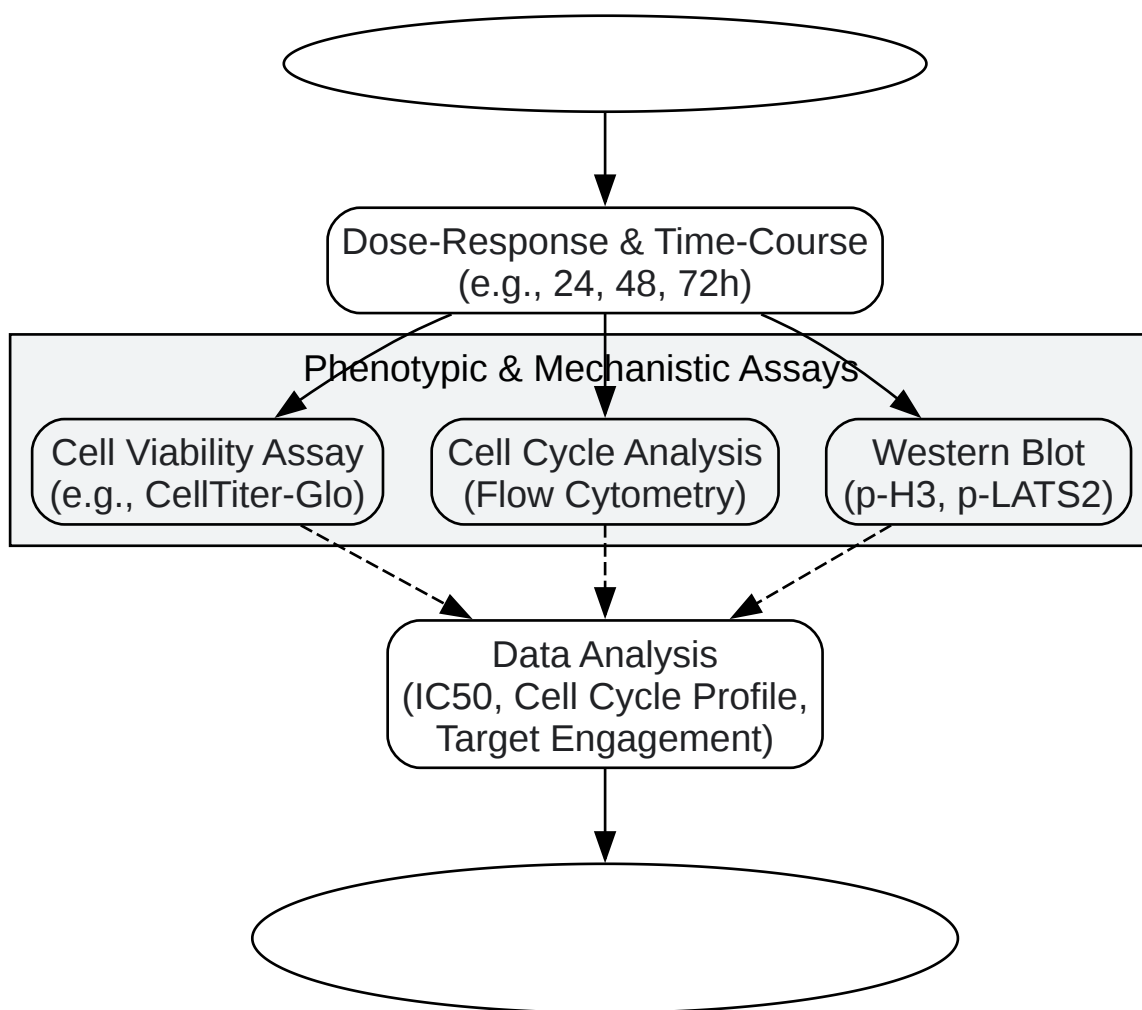 Dose-Response & Time-Course
(e.g., 24, 48, 72h)
Phenotypic & Mechanistic Assays
Cell Viability Assay
(e.g., CellTiter-Glo)
Cell Cycle Analysis
(Flow Cytometry)
Western Blot
(p-H3, p-LATS2)
Data Analysis
(IC50, Cell Cycle Profile,
Target Engagement)